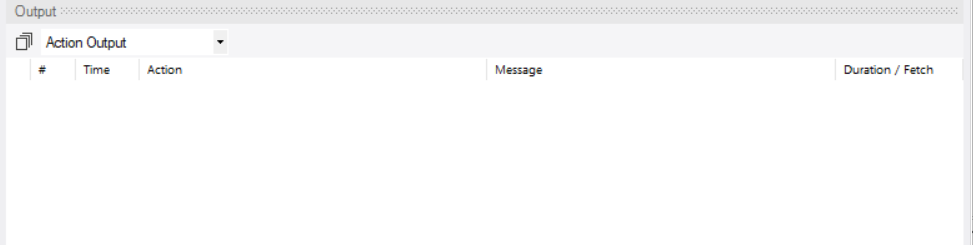 Output
Action Output
# Time Action Message Duration / Fetch